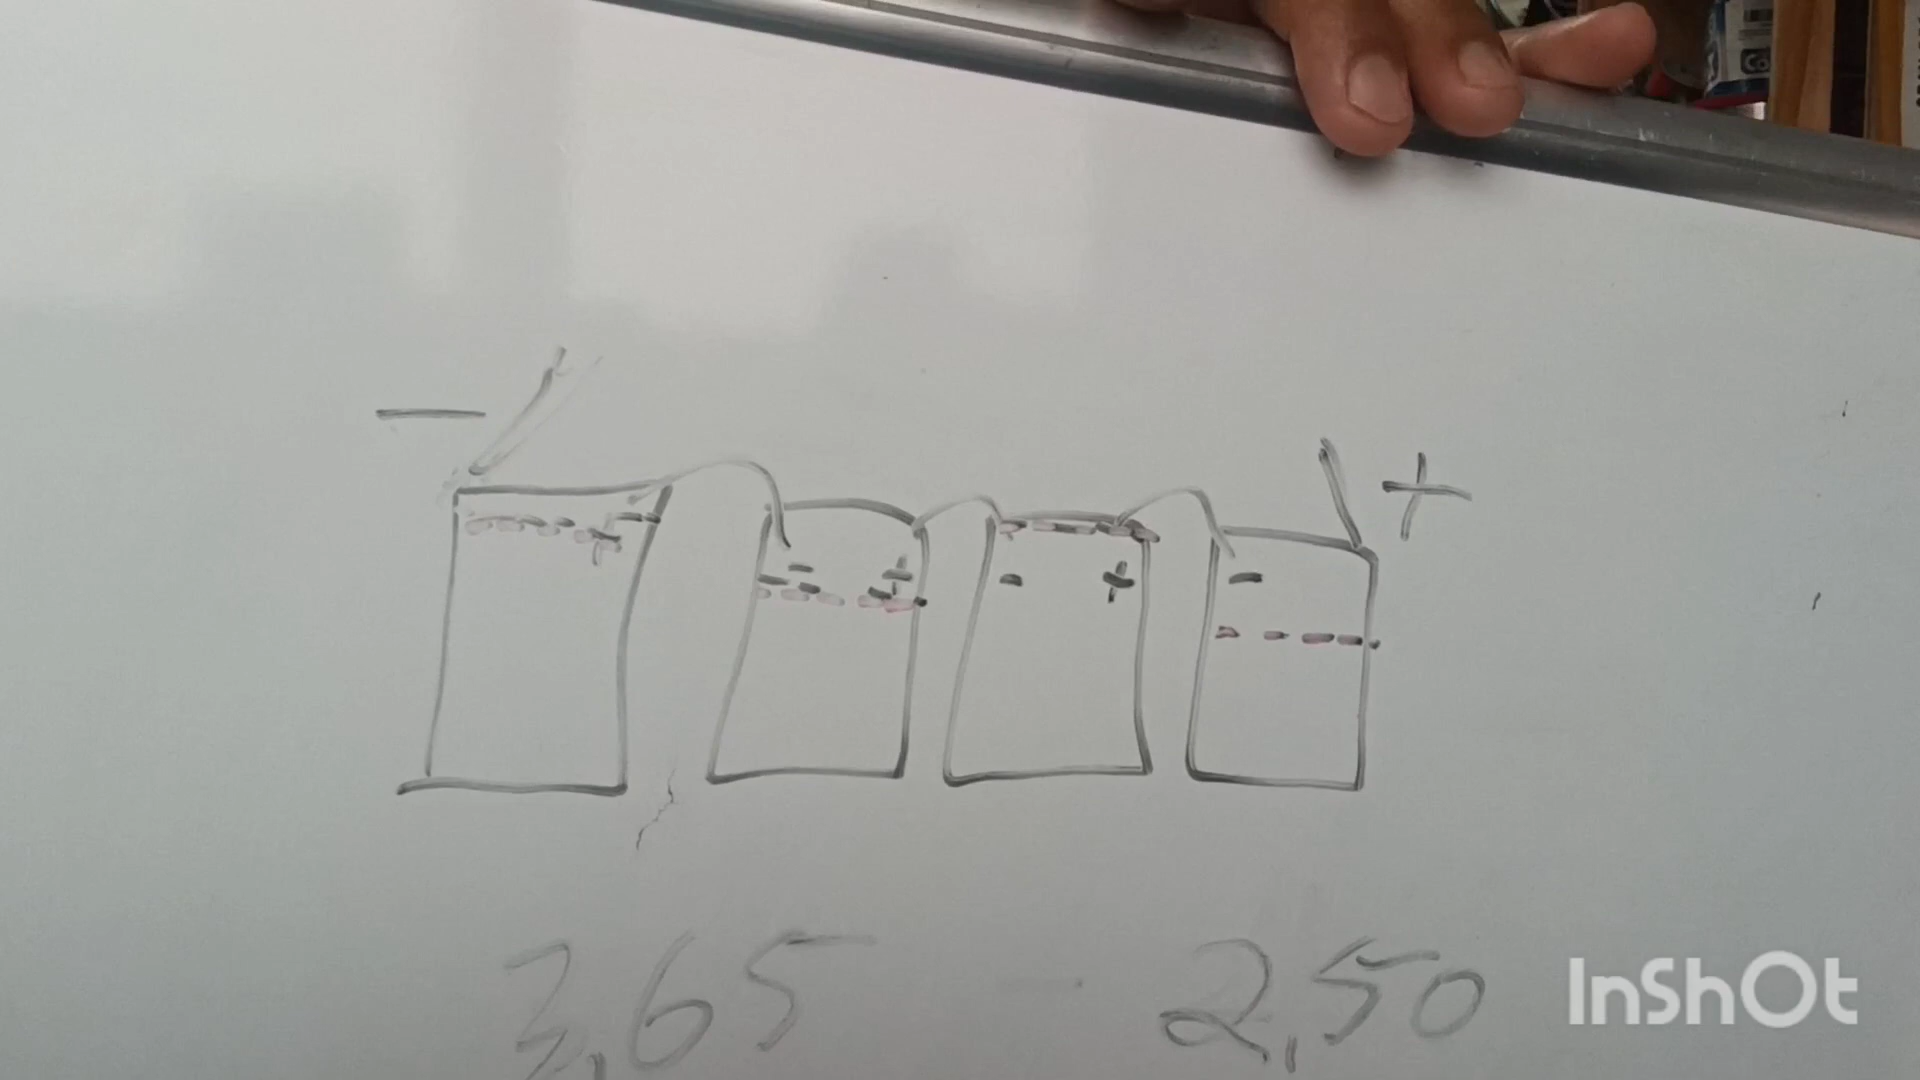 -
+
+ - + - + -
3,65 - 2,50
InShOt